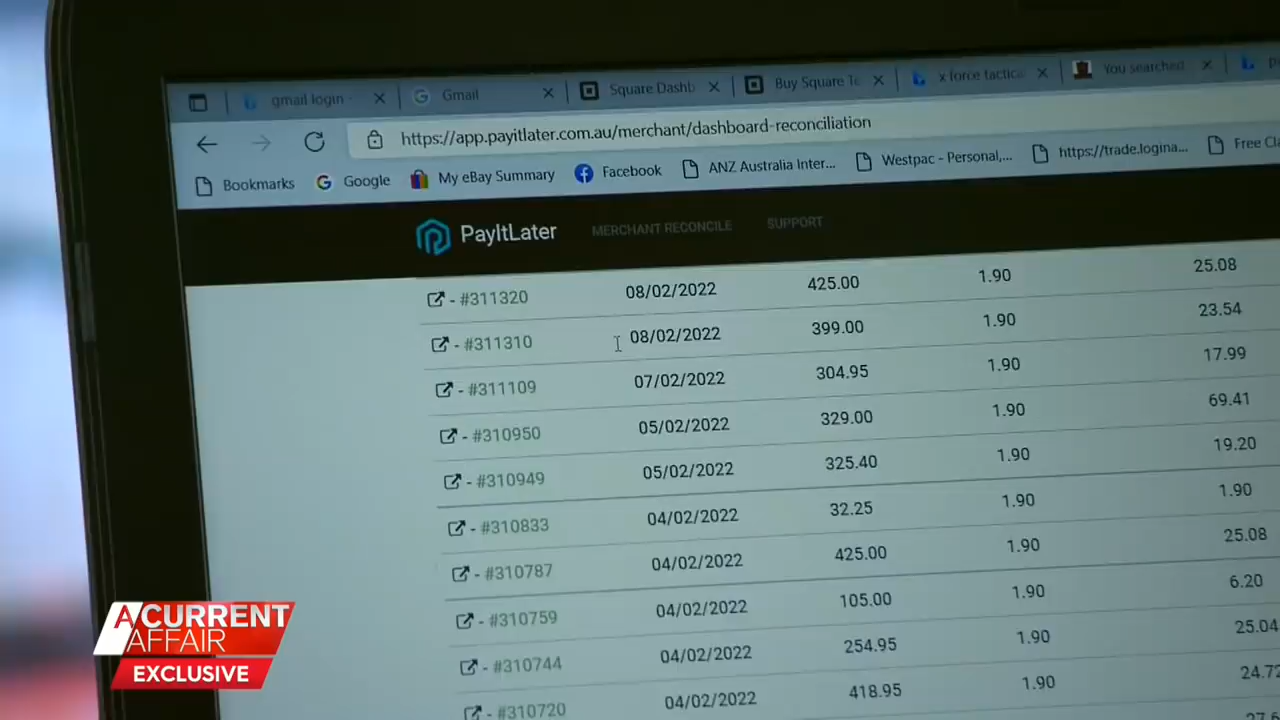 gmail login -
Gmail
Square Dashb
Buy Square Te
x force tactica
You searched
https://app.payitlater.com.au/merchant/dashboard-reconciliation
Bookmarks Google My eBay Summary Facebook ANZ Australia Inter... Westpac - Personal,... https://trade.logina... Free Cla
PayItLater MERCHANT RECONCILE SUPPORT
- #311320 08/02/2022 425.00 1.90 25.08
- #311310 08/02/2022 399.00 1.90 23.54
- #311109 07/02/2022 304.95 1.90 17.99
- #310950 05/02/2022 329.00 1.90 69.41
- #310949 05/02/2022 325.40 1.90 19.20
- #310833 04/02/2022 32.25 1.90 1.90
- #310787 04/02/2022 425.00 1.90 25.08
- #310759 04/02/2022 105.00 1.90 6.20
- #310744 04/02/2022 254.95 1.90 25.04
- #310720 04/02/2022 418.95 1.90 24.72
A CURRENT
AFFAIR
EXCLUSIVE